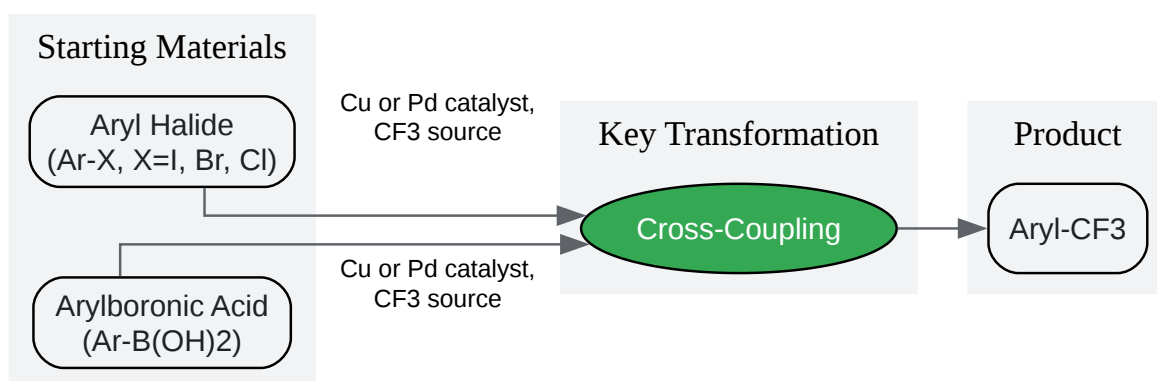 Starting Materials
Aryl Halide
(Ar-X, X=I, Br, Cl)
Arylboronic Acid
(Ar-B(OH)2)
Cu or Pd catalyst,
CF3 source
Cu or Pd catalyst,
CF3 source
Key Transformation
Cross-Coupling
Product
Aryl-CF3